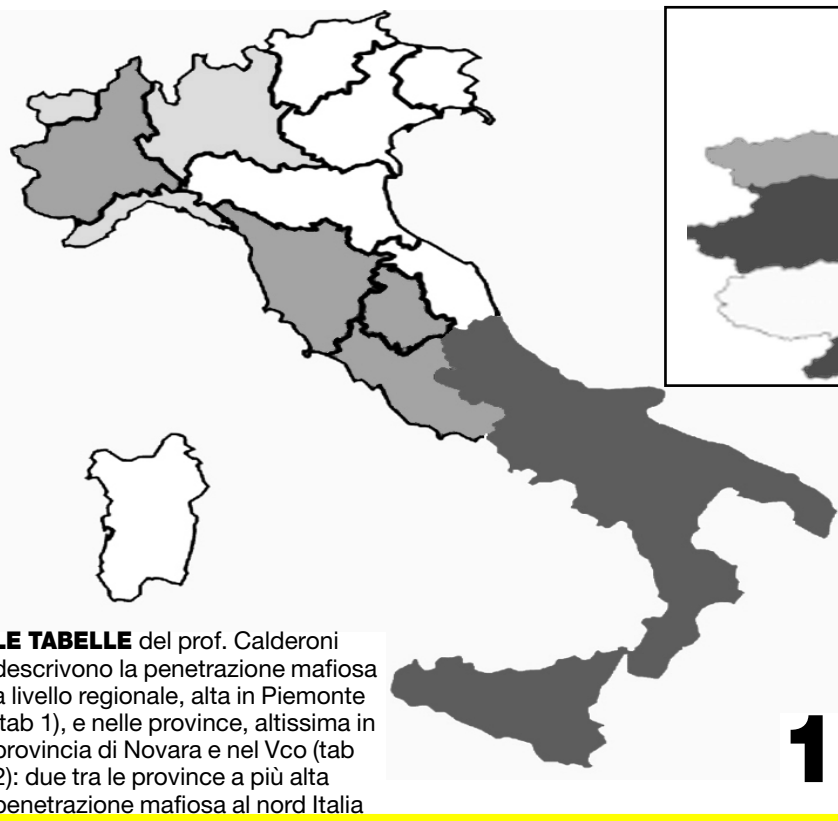 LE TABELLE del prof. Calderoni
descrivono la penetrazione mafiosa
a livello regionale, alta in Piemonte
(tab 1), e nelle province, altissima in
provincia di Novara e nel Vco (tab
2): due tra le province a più alta
penetrazione mafiosa al nord Italia
1